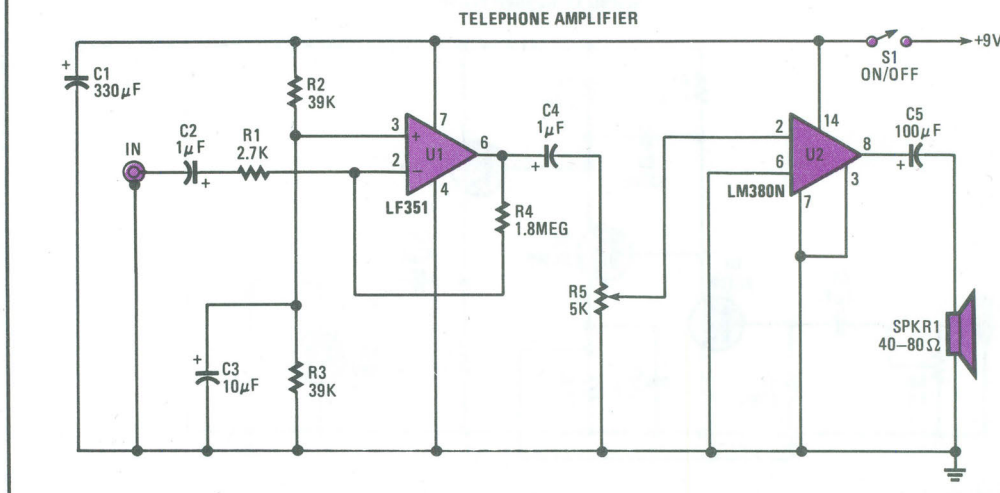 TELEPHONE AMPLIFIER
+9V
S1
ON/OFF
+
C1
330µF
R2
39K
C2
1µF
+
R1
2.7K
IN
3
+
2
−
U1
7
6
4
LF351
C4
1µF
+
R4
1.8MEG
R5
5K
2
6
U2
14
8
3
7
LM380N
C5
100µF
+
SPKR1
40–80Ω
+
C3
10µF
R3
39K